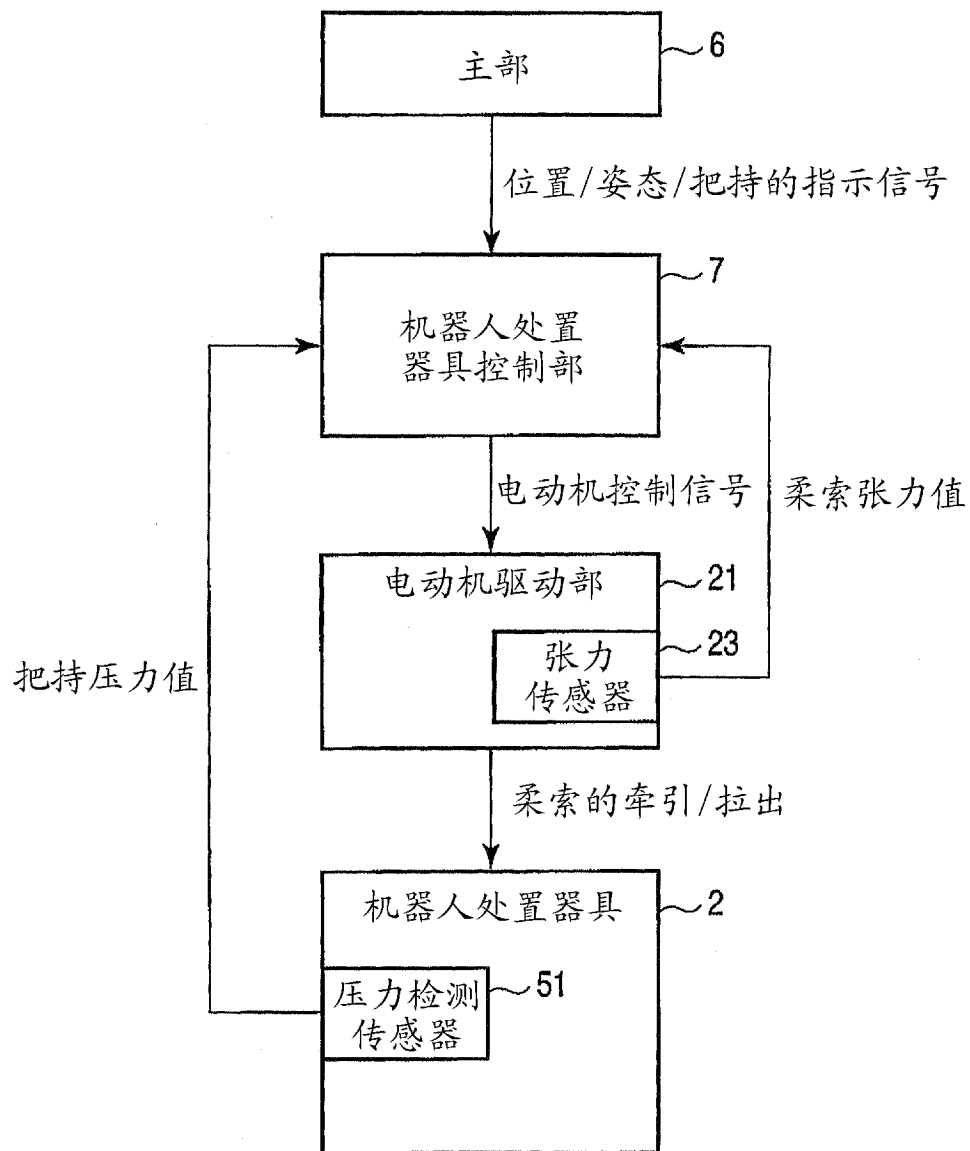 主部
6
位置/姿态/把持的指示信号
7
机器人处置
器具控制部
电动机控制信号
柔索张力值
电动机驱动部
21
张力
传感器
23
把持压力值
柔索的牵引/拉出
机器人处置器具
2
压力检测
传感器
51